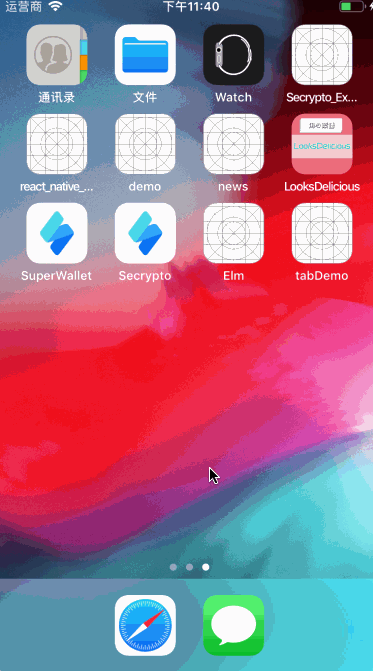 运营商 下午11:40
通讯录 文件 Watch Secrypto_Ex...
react_native_... demo news LooksDelicious
LooksDelicious
SuperWallet Secrypto Elm tabDemo